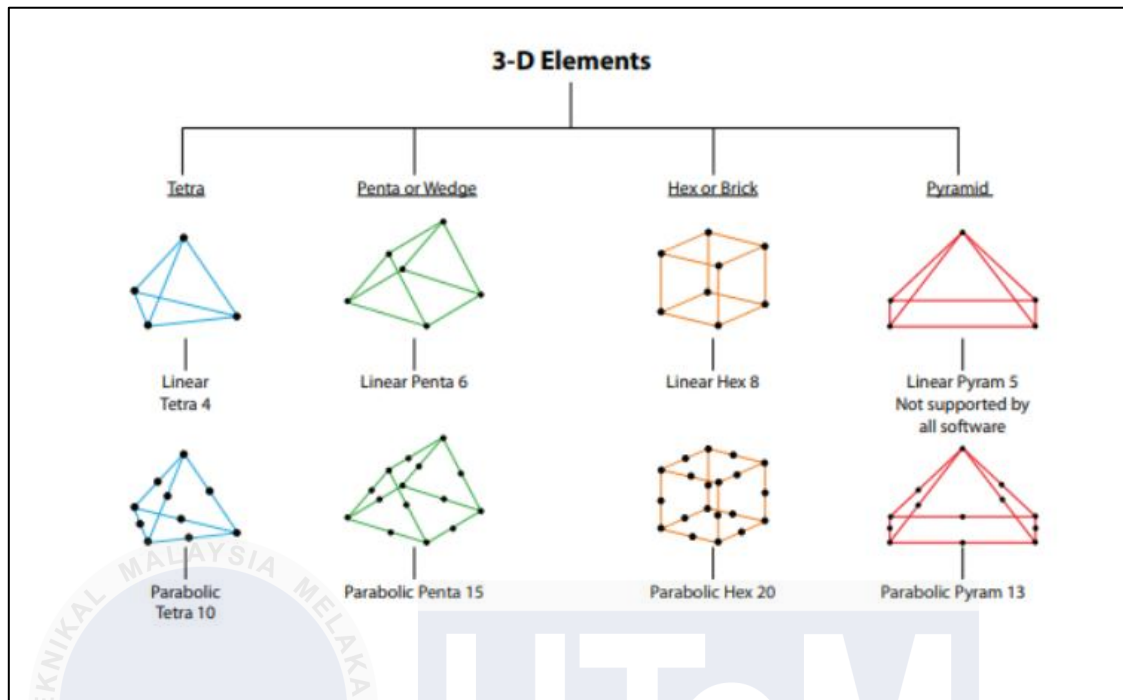 3-D Elements
Tetra
Penta or Wedge
Hex or Brick
Pyramid
Linear
Tetra 4
Linear Penta 6
Linear Hex 8
Linear Pyram 5
Not supported by
all software
Parabolic
Tetra 10
Parabolic Penta 15
Parabolic Hex 20
Parabolic Pyram 13
EKNIKAL MALAYSIA MELAKA
UTeM